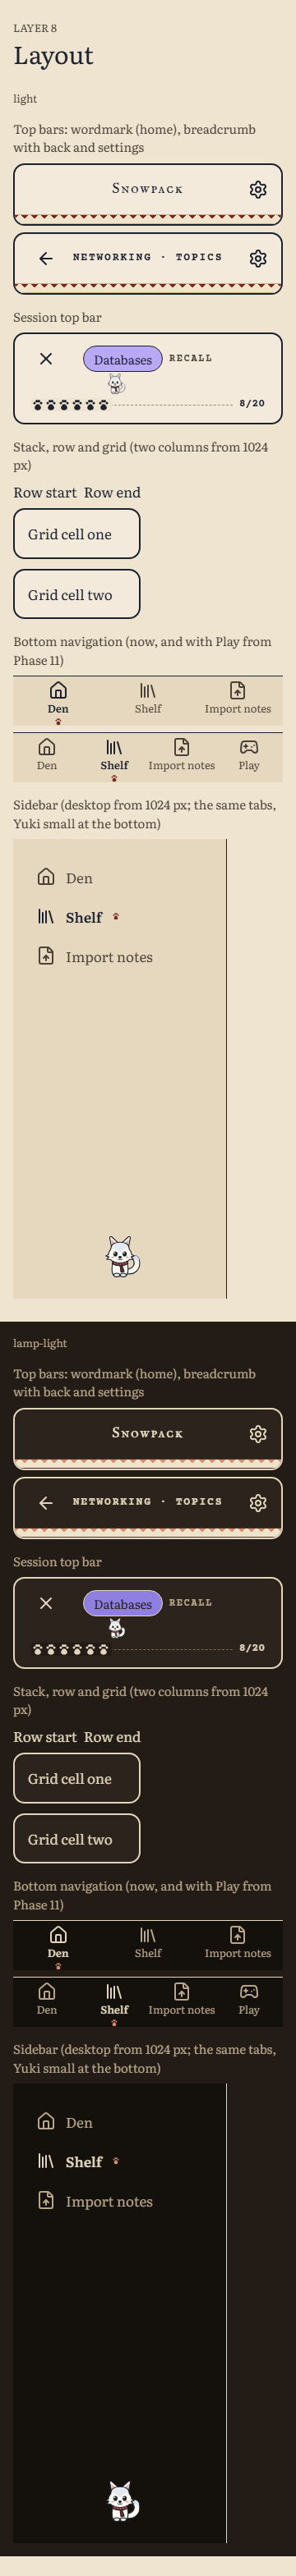 LAYER 8
Layout
light
Top bars: wordmark (home), breadcrumb
with back and settings
Snowpack
NETWORKING · TOPICS
Session top bar
Databases RECALL
8/20
Stack, row and grid (two columns from 1024
px)
Row start Row end
Grid cell one
Grid cell two
Bottom navigation (now, and with Play from
Phase 11)
Den Shelf Import notes
Den Shelf Import notes Play
Sidebar (desktop from 1024 px; the same tabs,
Yuki small at the bottom)
Den
Shelf
Import notes
lamp-light
Top bars: wordmark (home), breadcrumb
with back and settings
Snowpack
NETWORKING · TOPICS
Session top bar
Databases RECALL
8/20
Stack, row and grid (two columns from 1024
px)
Row start Row end
Grid cell one
Grid cell two
Bottom navigation (now, and with Play from
Phase 11)
Den Shelf Import notes
Den Shelf Import notes Play
Sidebar (desktop from 1024 px; the same tabs,
Yuki small at the bottom)
Den
Shelf
Import notes